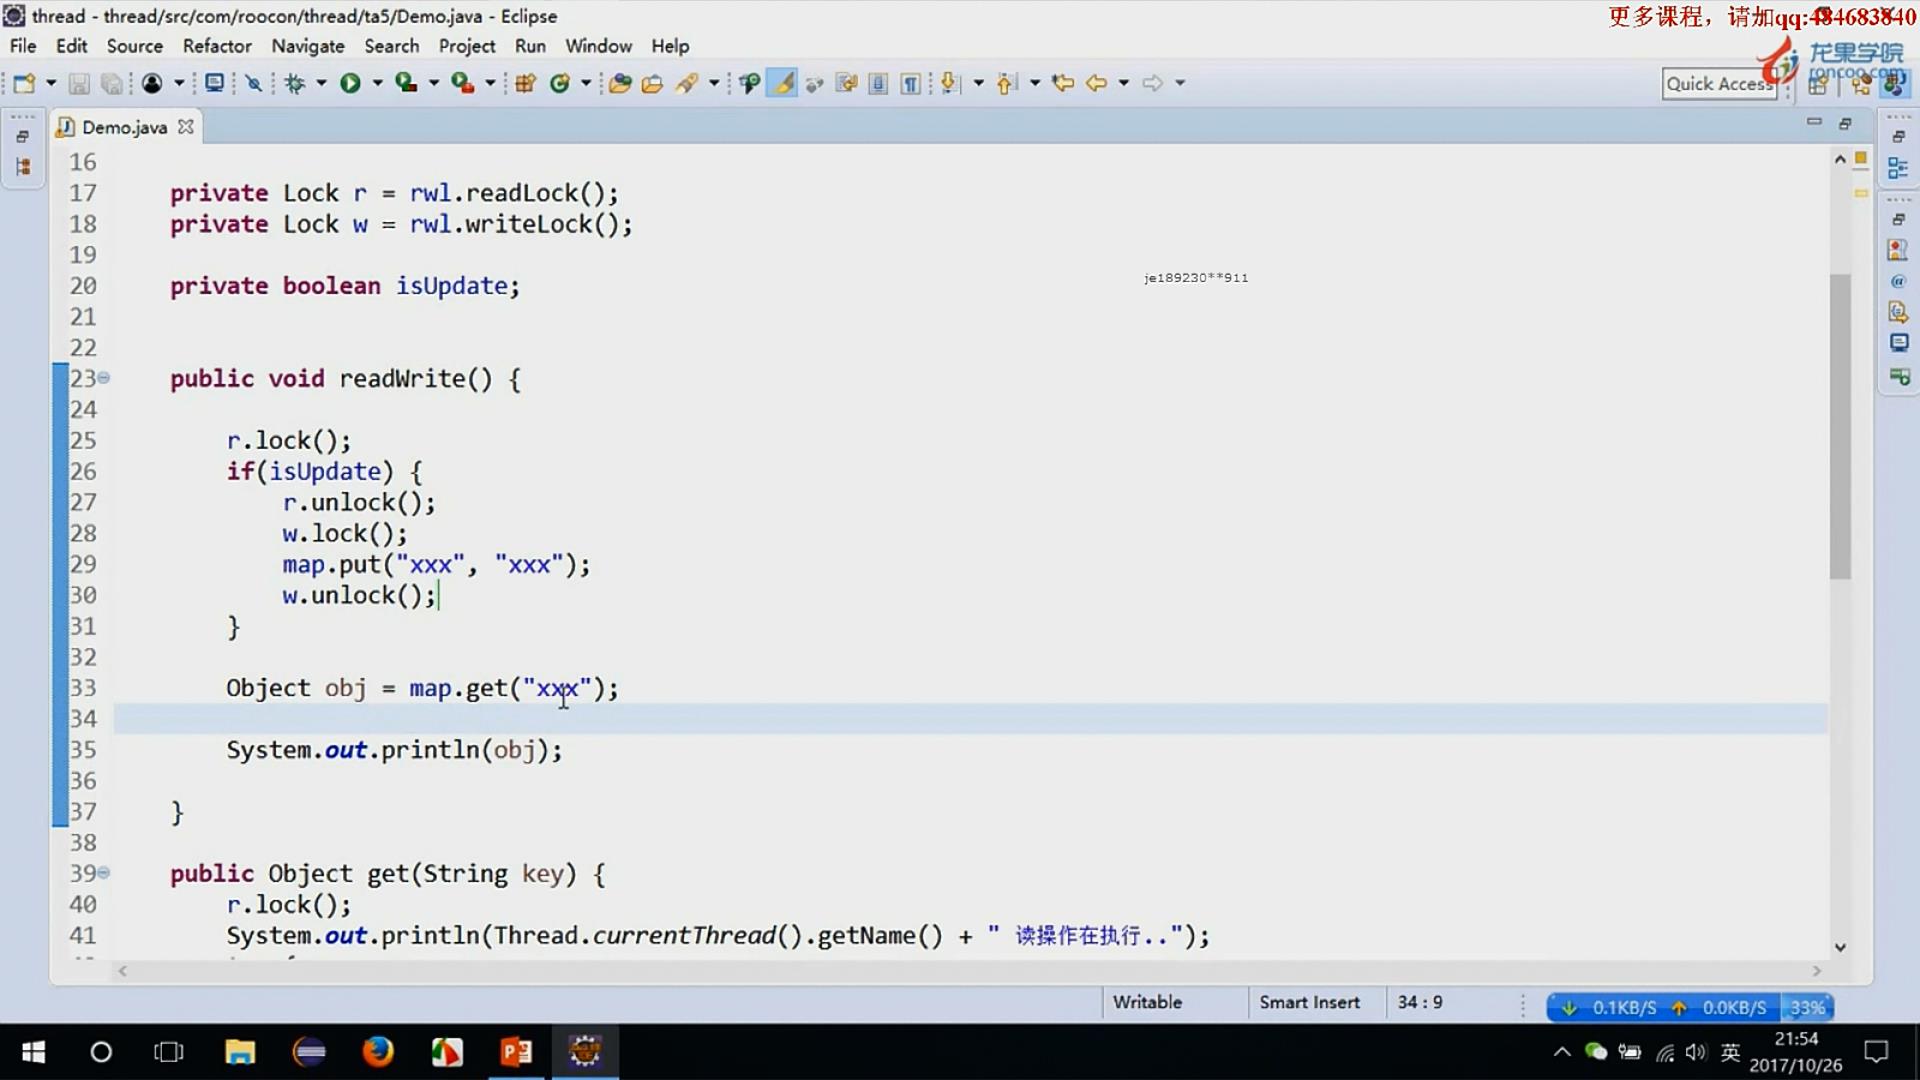 thread - thread/src/com/roocon/thread/ta5/Demo.java - Eclipse
更多课程，请加qq:484683840
File Edit Source Refactor Navigate Search Project Run Window Help
龙果学院
roncoo.com
Quick Access
Demo.java
16
17 private Lock r = rwl.readLock();
18 private Lock w = rwl.writeLock();
19
20 private boolean isUpdate;
je189230**911
21
22
23 public void readWrite() {
24
25 r.lock();
26 if(isUpdate) {
27 r.unlock();
28 w.lock();
29 map.put("xxx", "xxx");
30 w.unlock();
31 }
32
33 Object obj = map.get("xxx");
34
35 System.out.println(obj);
36
37 }
38
39 public Object get(String key) {
40 r.lock();
41 System.out.println(Thread.currentThread().getName() + " 读操作在执行..");
Writable Smart Insert 34 : 9
0.1KB/S 0.0KB/S 33%
英
21:54
2017/10/26